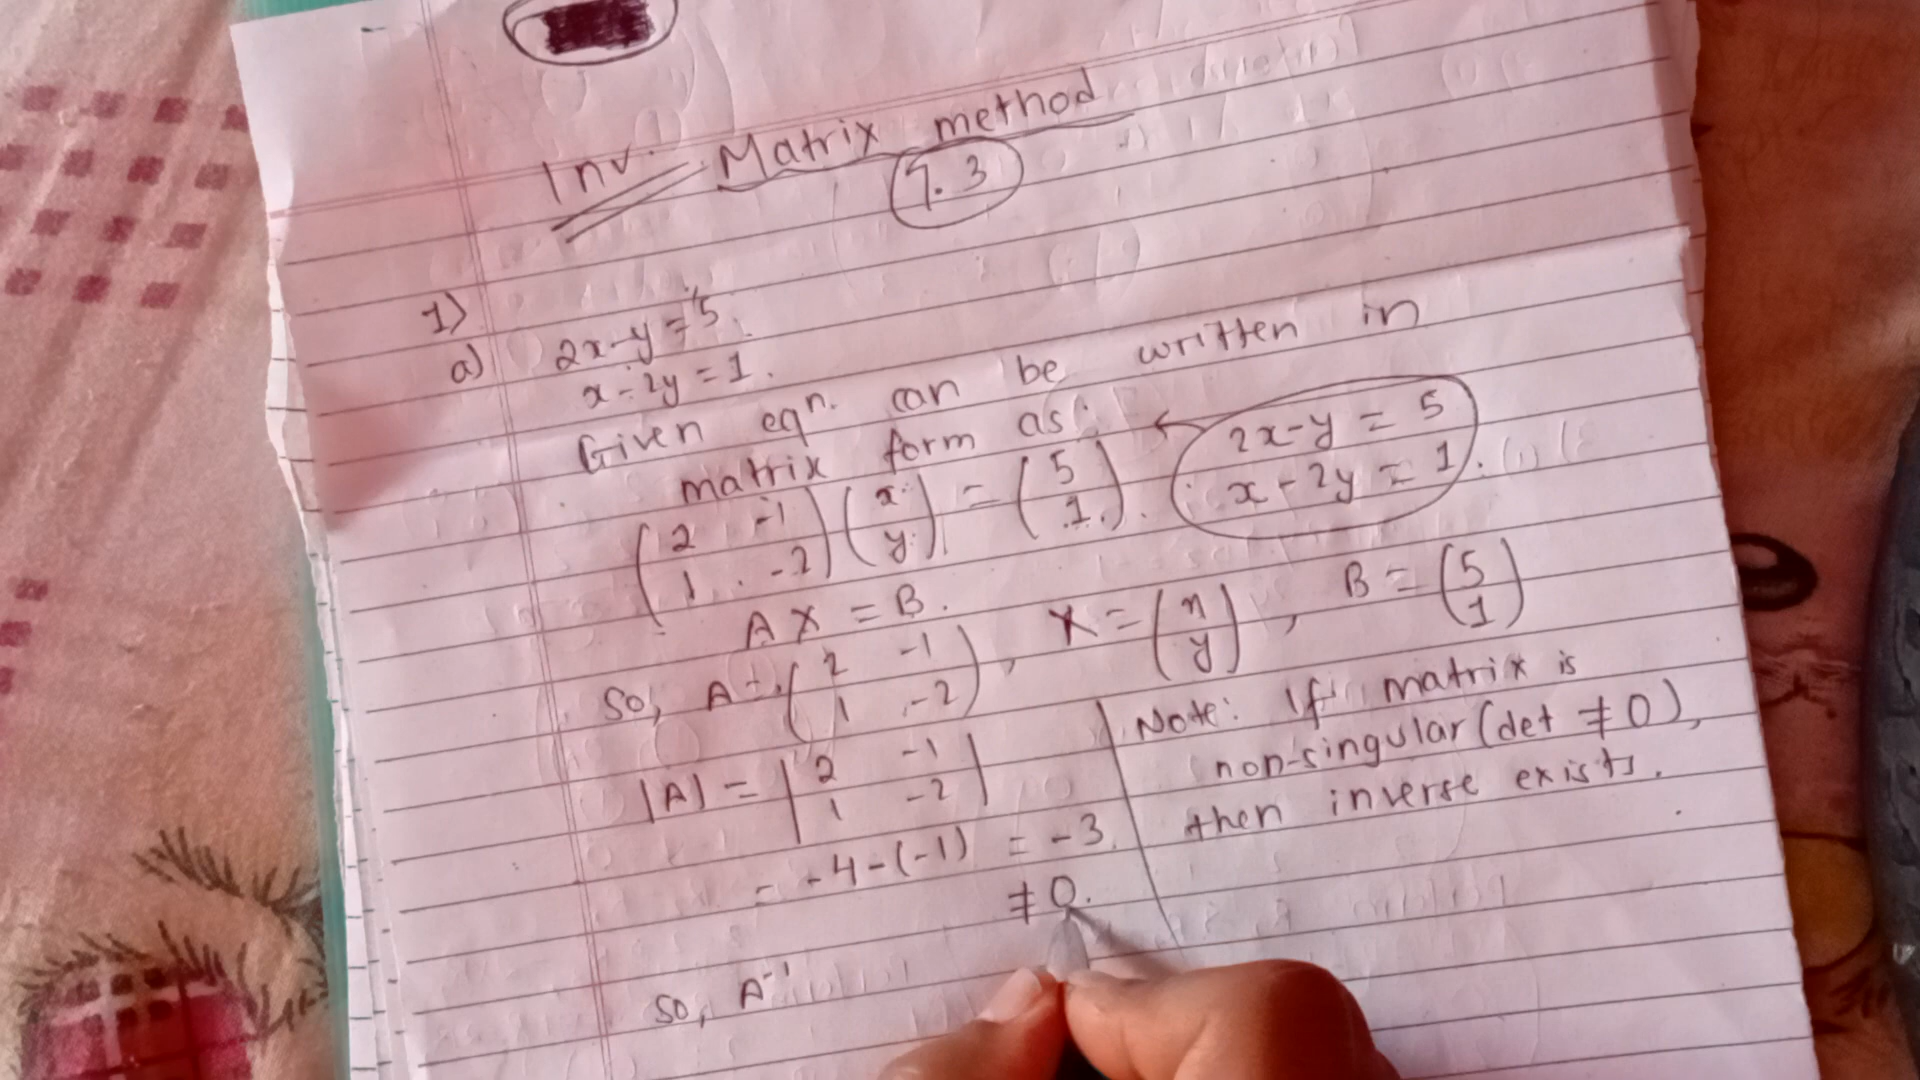 Inv. Matrix method
7.3
1)
a) 2x-y=5.
x-2y=1.
Given eqn. can be written in
matrix form as:
2x-y = 5
x-2y = 1.
(2 -1 (x = (5
1 -2) y) 1).
AX = B.
So, A = (2 -1 , X = (x , B = (5
1 -2) y) 1)
|A| = |2 -1
1 -2|
= -4-(-1) = -3.
≠ 0.
Note: If matrix is
non-singular (det ≠ 0),
then inverse exists.
So, A⁻¹